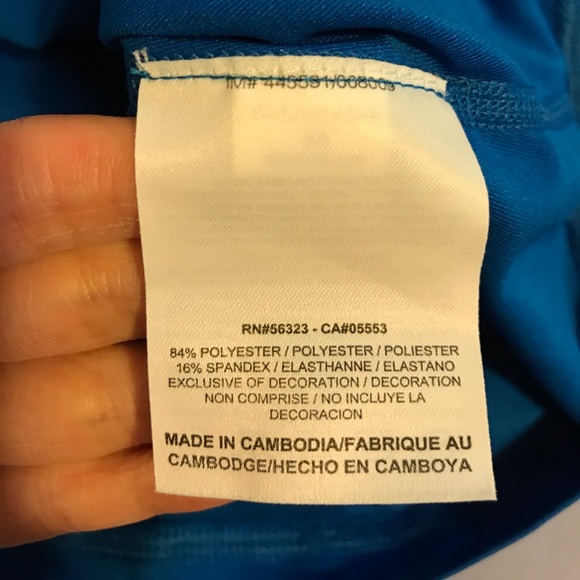 RN#56323 - CA#05553
84% POLYESTER / POLYESTER / POLIESTER
16% SPANDEX / ELASTHANNE / ELASTANO
EXCLUSIVE OF DECORATION / DECORATION
NON COMPRISE / NO INCLUYE LA
DECORACION
MADE IN CAMBODIA/FABRIQUE AU
CAMBODGE/HECHO EN CAMBOYA